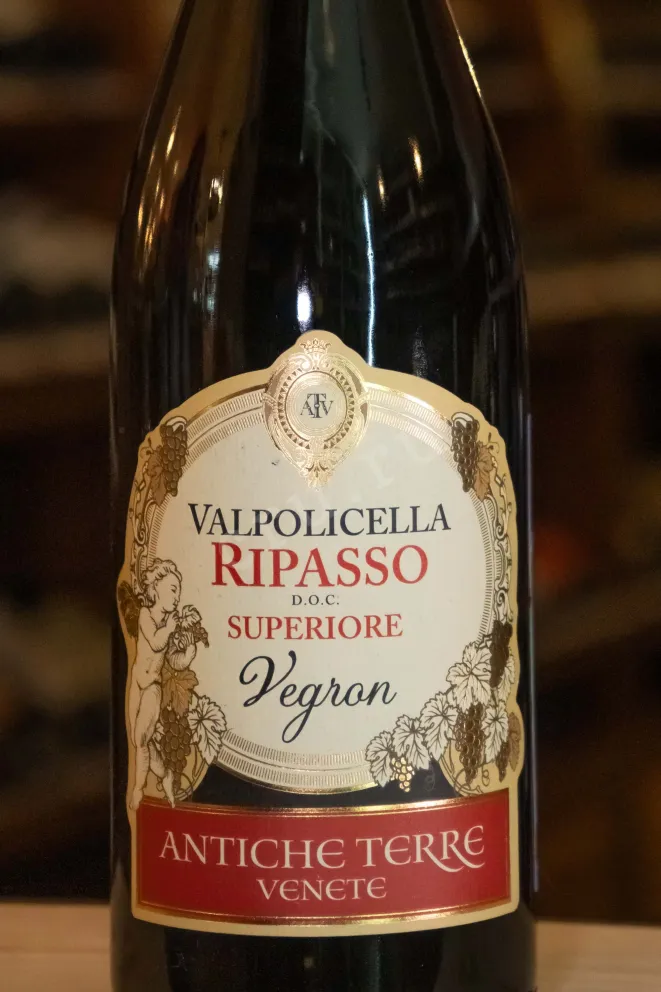 ATV
VALPOLICELLA
RIPASSO
D.O.C.
SUPERIORE
Vegron
ANTICHE TERRE
VENETE